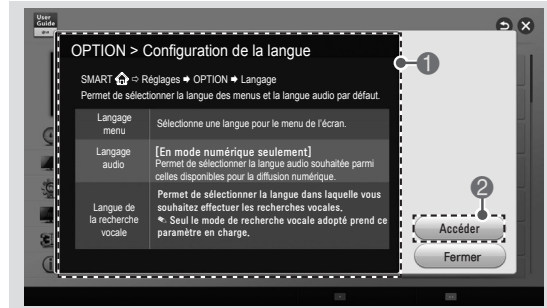 User
Guide
OPTION > Configuration de la langue
SMART ⇨ Réglages ➡ OPTION ➡ Langage
Permet de sélectionner la langue des menus et la langue audio par défaut.
Langage
menu
Sélectionne une langue pour le menu de l'écran.
Langage
audio
[En mode numérique seulement]
Permet de sélectionner la langue audio souhaitée parmi
celles disponibles pour la diffusion numérique.
Langue de
la recherche
vocale
Permet de sélectionner la langue dans laquelle vous
souhaitez effectuer les recherches vocales.
✎ Seul le mode de recherche vocale adopté prend ce
paramètre en charge.
1
2
Accéder
Fermer